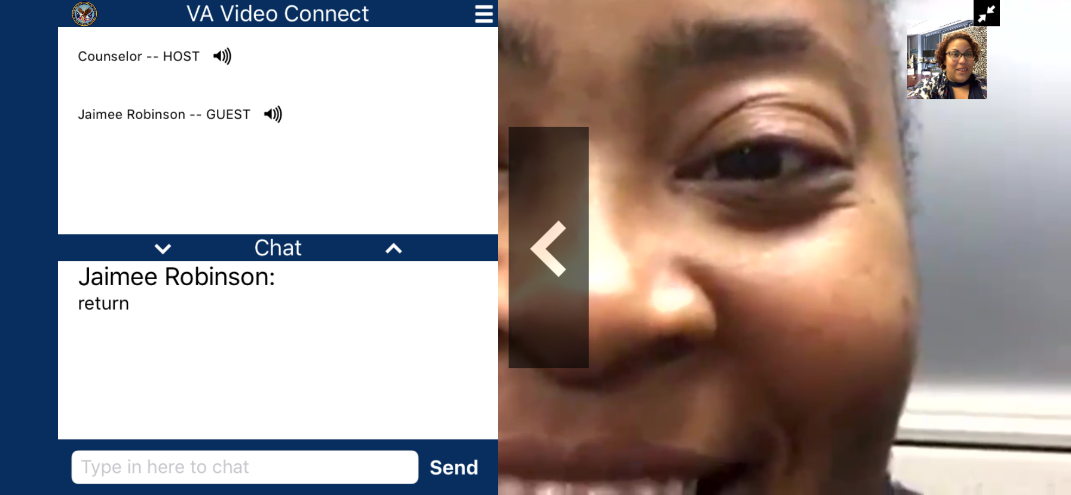 VA Video Connect
Counselor -- HOST
Jaimee Robinson -- GUEST
Chat
Jaimee Robinson:
return
Type in here to chat
Send